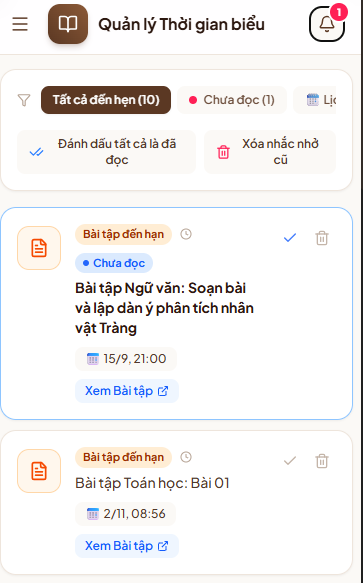 Quản lý Thời gian biểu
1
Tất cả đến hạn (10)
Chưa đọc (1)
Đánh dấu tất cả là đã
đọc
Xóa nhắc nhở
cũ
Bài tập đến hạn
Chưa đọc
Bài tập Ngữ văn: Soạn bài
và lập dàn ý phân tích nhân
vật Tràng
15/9, 21:00
Xem Bài tập
Bài tập đến hạn
Bài tập Toán học: Bài 01
2/11, 08:56
Xem Bài tập